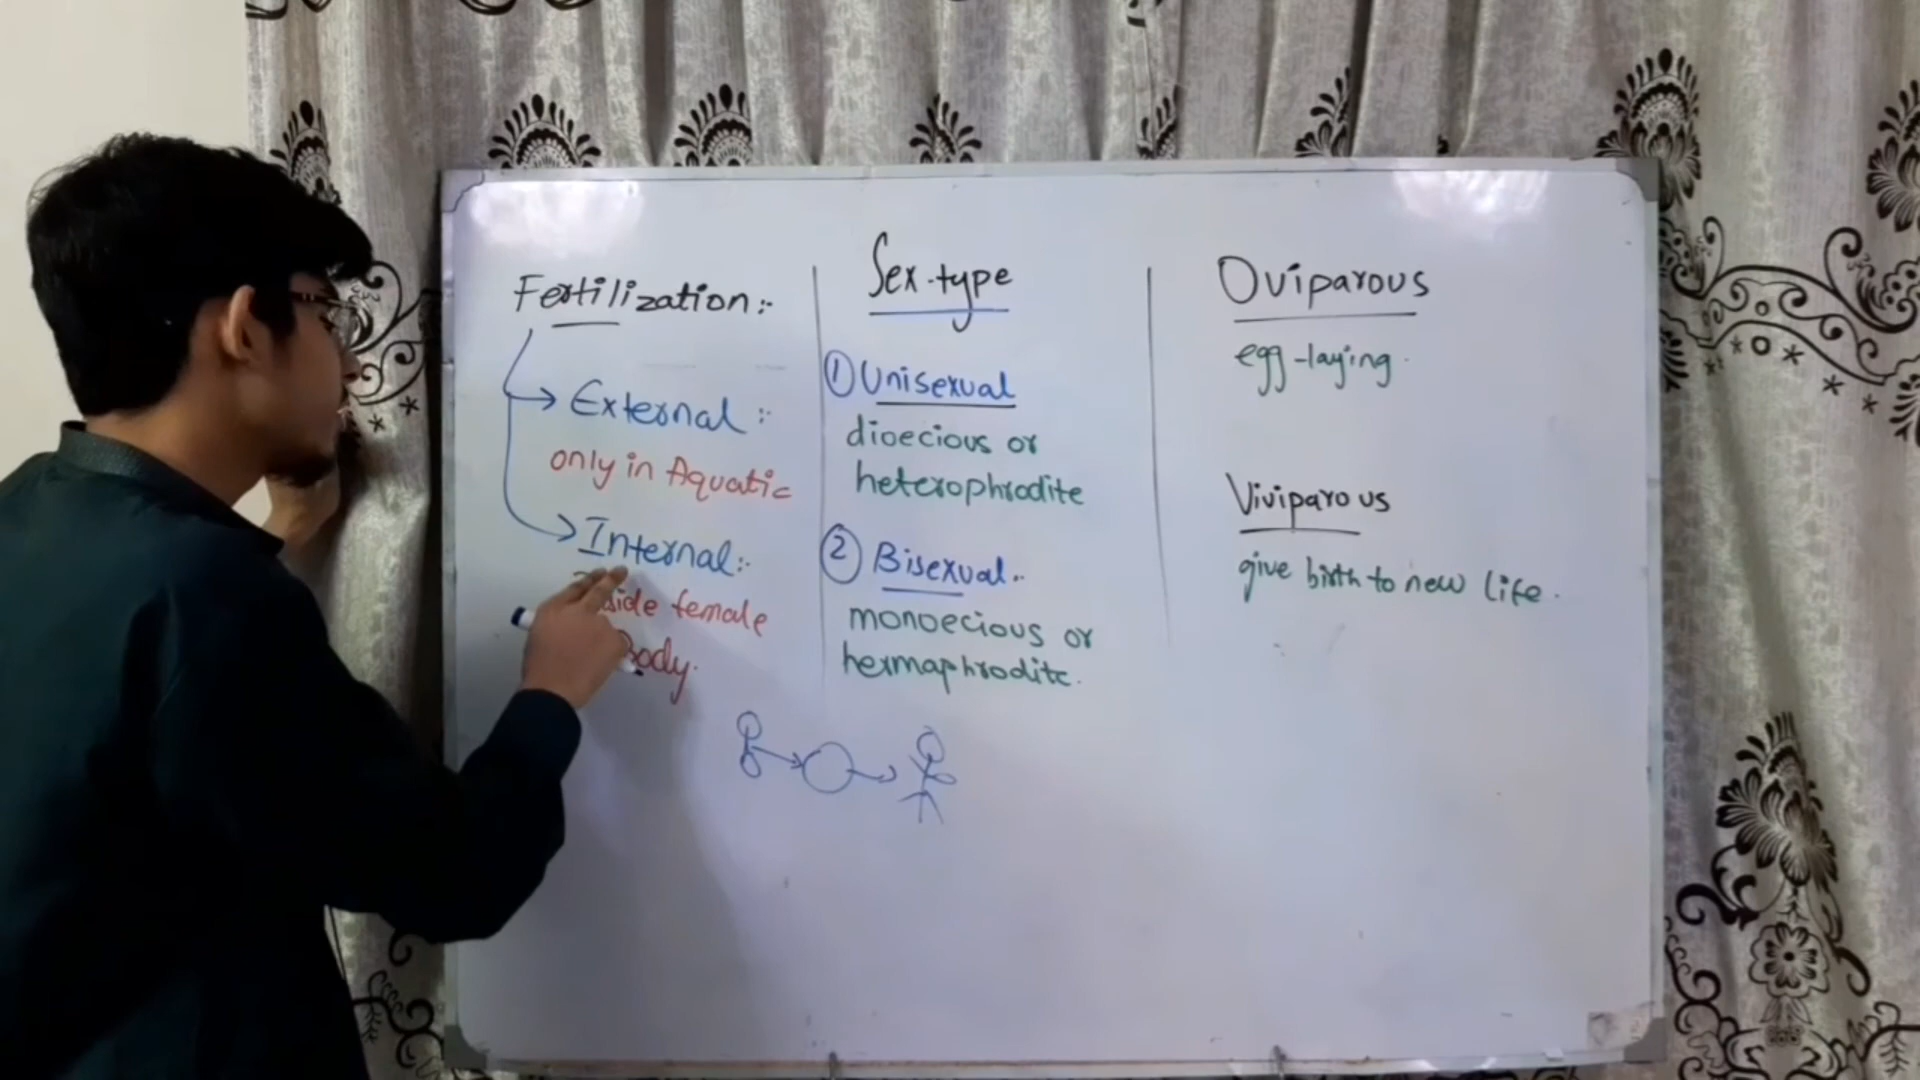 Fertilization:-
External :-
only in Aquatic
Internal:-
female
Body.
Sex-type
① Unisexual
dioecious or
heterophrodite
② Bisexual..
monoecious or
hermaphrodite.
Oviparous
egg-laying.
Viviparous
give birth to new life.